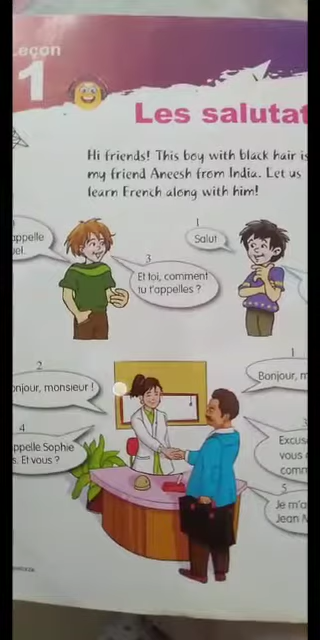 Leçon
1
Les salutat
Hi friends! This boy with black hair is
my friend Aneesh from India. Let us
learn French along with him!
1
Salut
appelle
uel.
3
Et toi, comment
tu t'appelles ?
2
onjour, monsieur !
1
Bonjour, m
4
ppelle Sophie
s. Et vous ?
3
Excus
vous
comm
5
Je m'a
Jean M